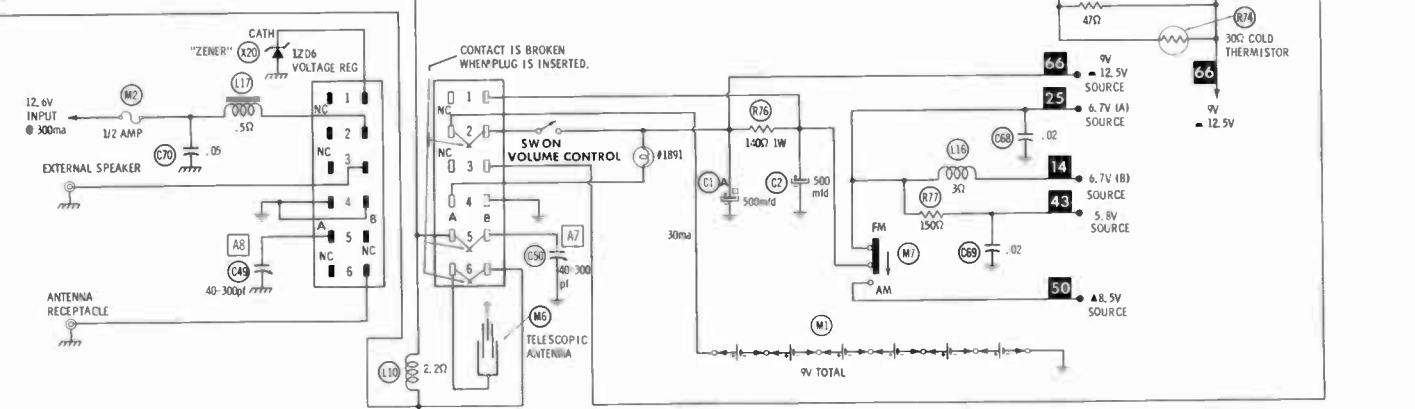 47Ω
R74
30Ω COLD
THERMISTOR
66
9V
12.5V
CATH
"ZENER"
X20
1ZD6
VOLTAGE REG
L17
.5Ω
M2
12.6V
INPUT
@ 300ma
1/2 AMP
C70
.05
EXTERNAL SPEAKER
A8
C49
40-300pf
ANTENNA
RECEPTACLE
1
NC
2
NC
3
4
B
A
5
NC
NC
6
CONTACT IS BROKEN
WHEN PLUG IS INSERTED.
1
NC
2
NC
3
4
A
B
5
6
SW ON
VOLUME CONTROL
#1891
A7
C50
40-300
pf
M6
TELESCOPIC
ANTENNA
L10
2.2Ω
30ma
R76
140Ω 1W
C1 A
500mfd
C2
500
mfd
66
9V
12.5V
SOURCE
25
6.7V (A)
SOURCE
C68
.02
L16
3Ω
14
6.7V (B)
SOURCE
R77
150Ω
43
5.8V
SOURCE
C69
.02
FM
M7
AM
50
▲8.5V
SOURCE
M1
9V TOTAL